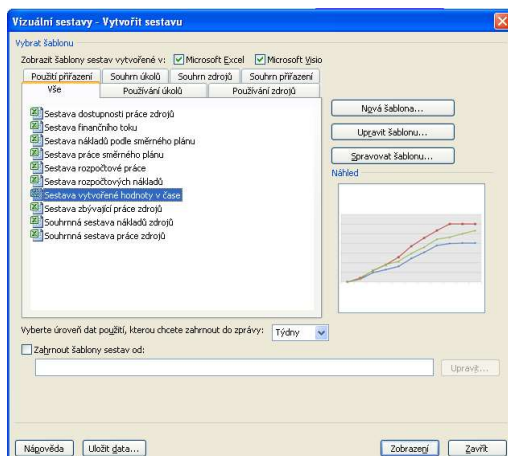 Vizuální sestavy - Vytvořit sestavu
Vybrat šablonu
Zobrazit šablony sestav vytvořené v: Microsoft Excel Microsoft Visio
Použití přiřazení Souhrn úkolů Souhrn zdrojů Souhrn přiřazení
Vše Používání úkolů Používání zdrojů
Sestava dostupnosti práce zdrojů
Sestava finančního toku
Sestava nákladů podle směrného plánu
Sestava práce směrného plánu
Sestava rozpočtové práce
Sestava rozpočtových nákladů
Sestava vytvořené hodnoty v čase
Sestava zbývající práce zdrojů
Souhrnná sestava nákladů zdrojů
Souhrnná sestava práce zdrojů
Nová šablona...
Upravit šablonu...
Spravovat šablonu...
Náhled
Vyberte úroveň dat použití, kterou chcete zahrnout do zprávy: Týdny
Zahrnout šablony sestav od:
Upravit...
Nápověda Uložit data... Zobrazení Zavřít